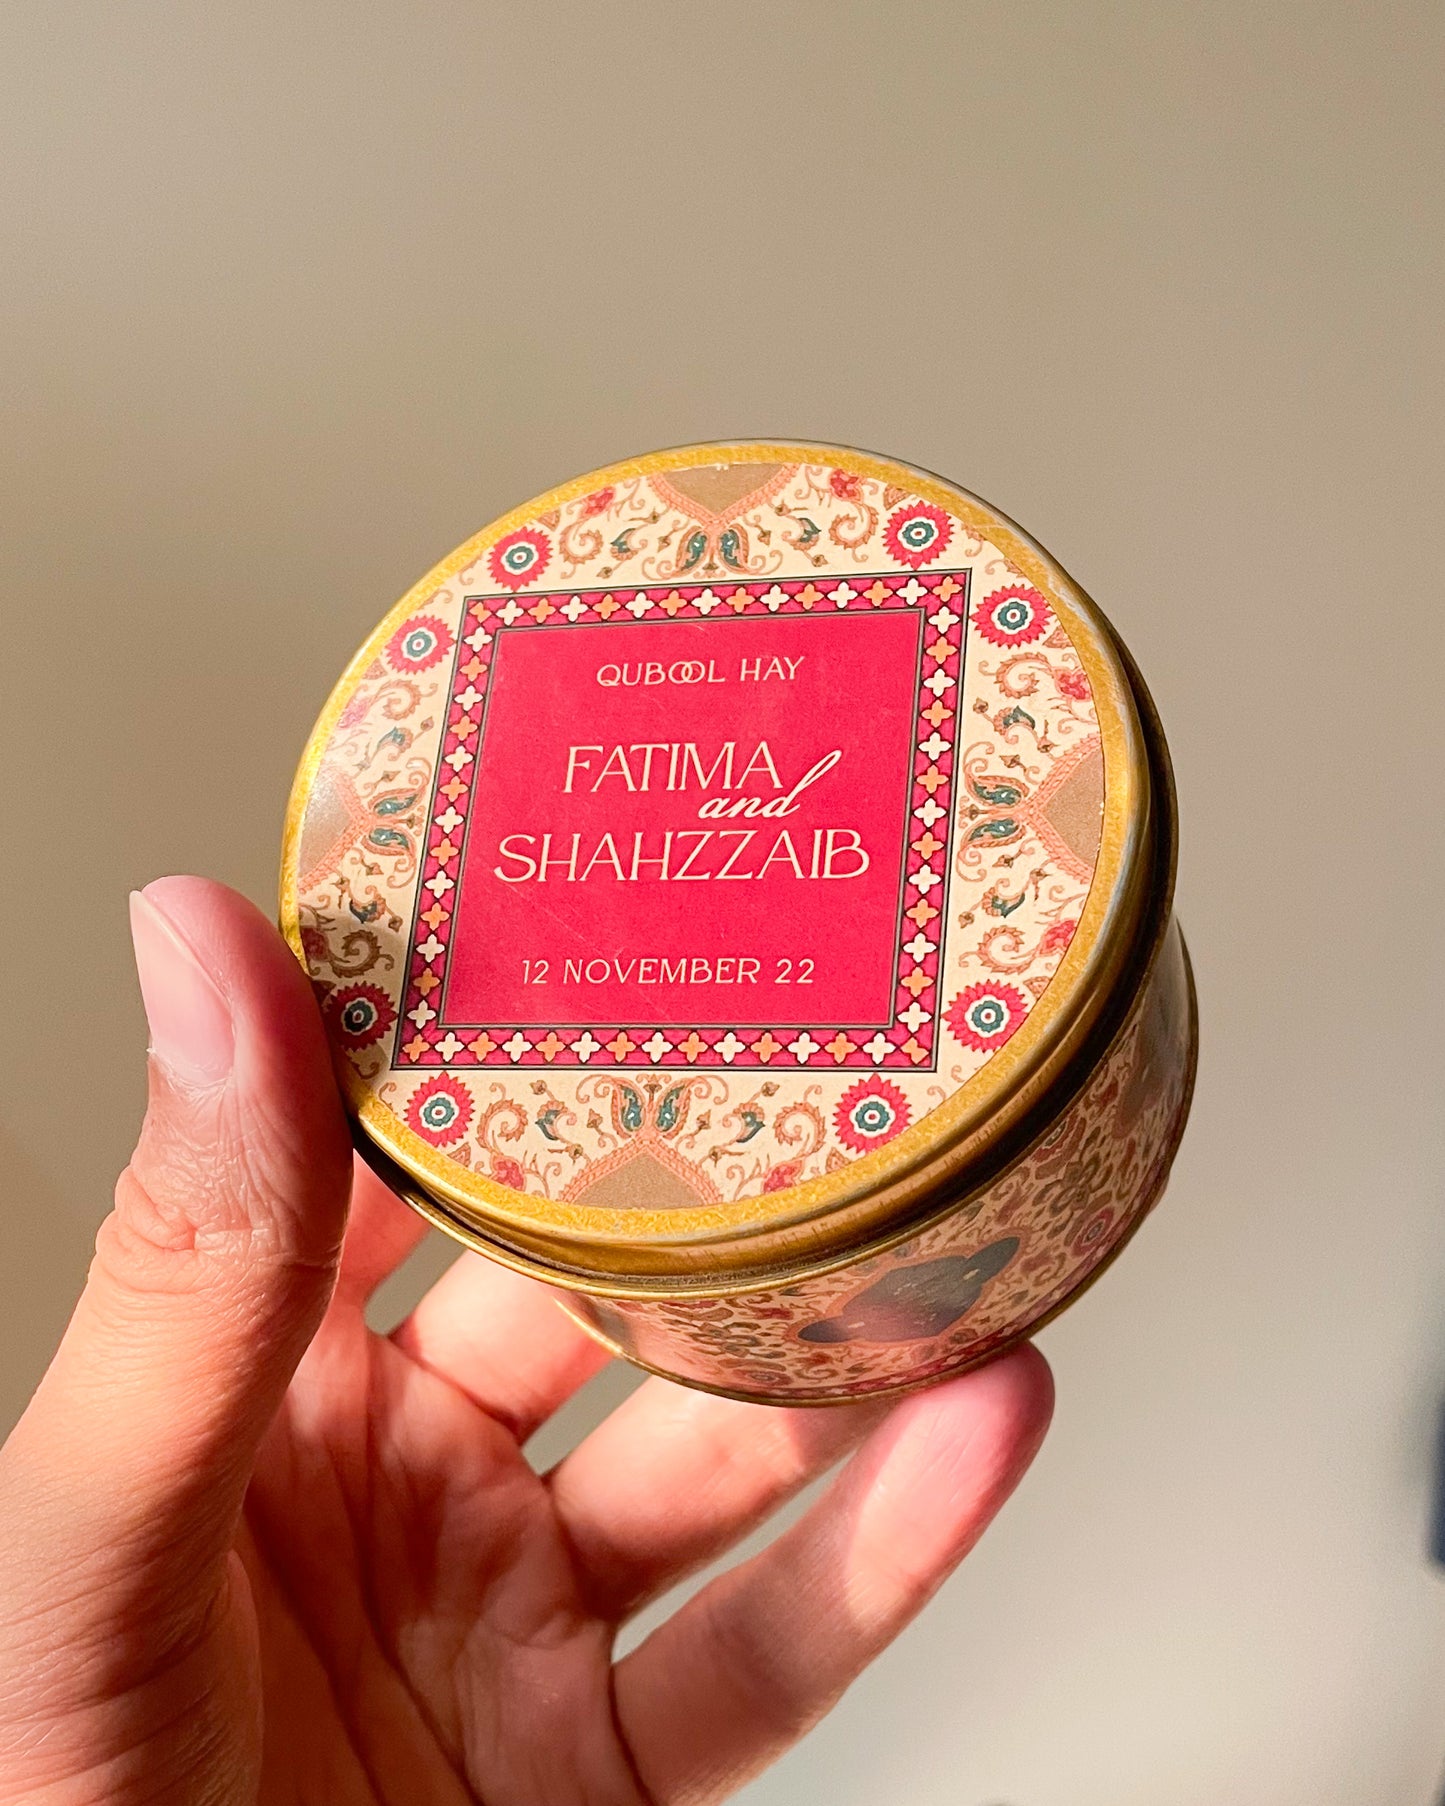 QUBOOL HAY
FATIMA
and
SHAHZZAIB
12 NOVEMBER 22